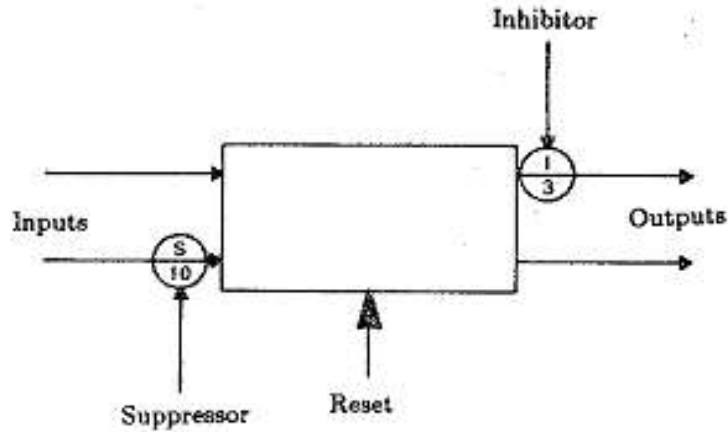 Inhibitor
I
3
Inputs
Outputs
S
10
Suppressor
Reset